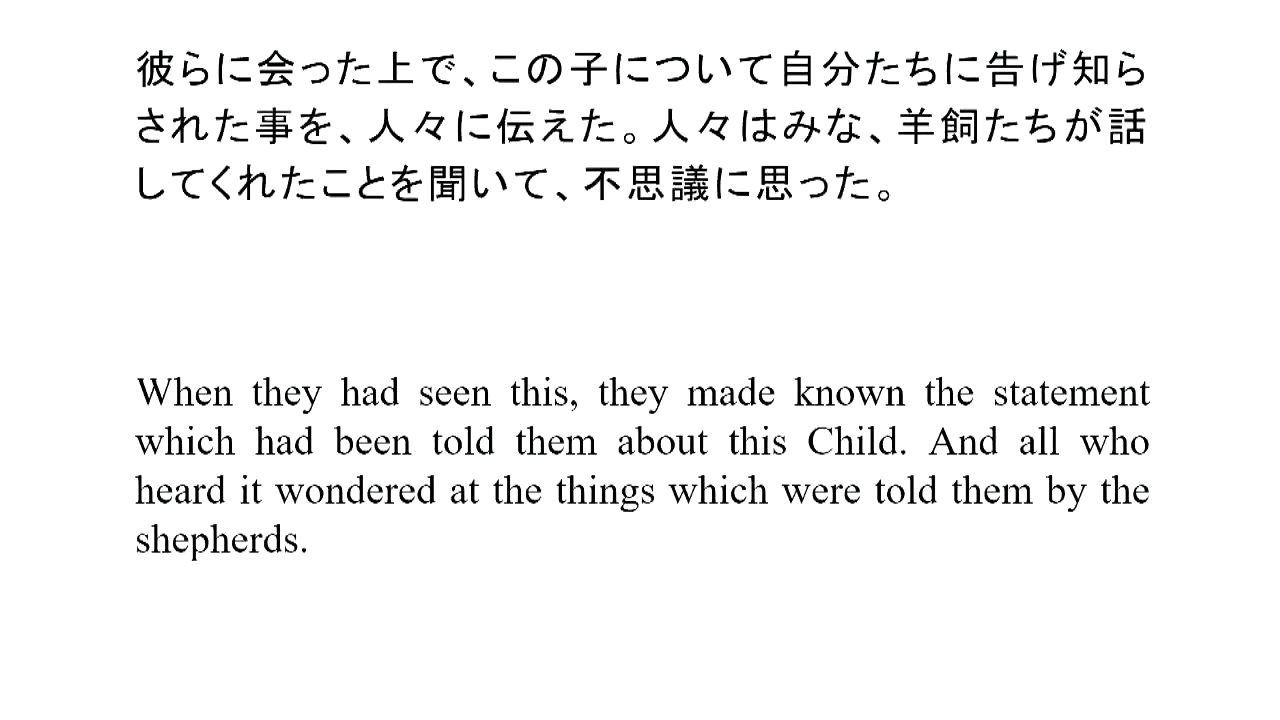 彼らに会った上で、この子について自分たちに告げ知ら
された事を、人々に伝えた。人々はみな、羊飼たちが話
してくれたことを聞いて、不思議に思った。
When they had seen this, they made known the statement
which had been told them about this Child. And all who
heard it wondered at the things which were told them by the
shepherds.